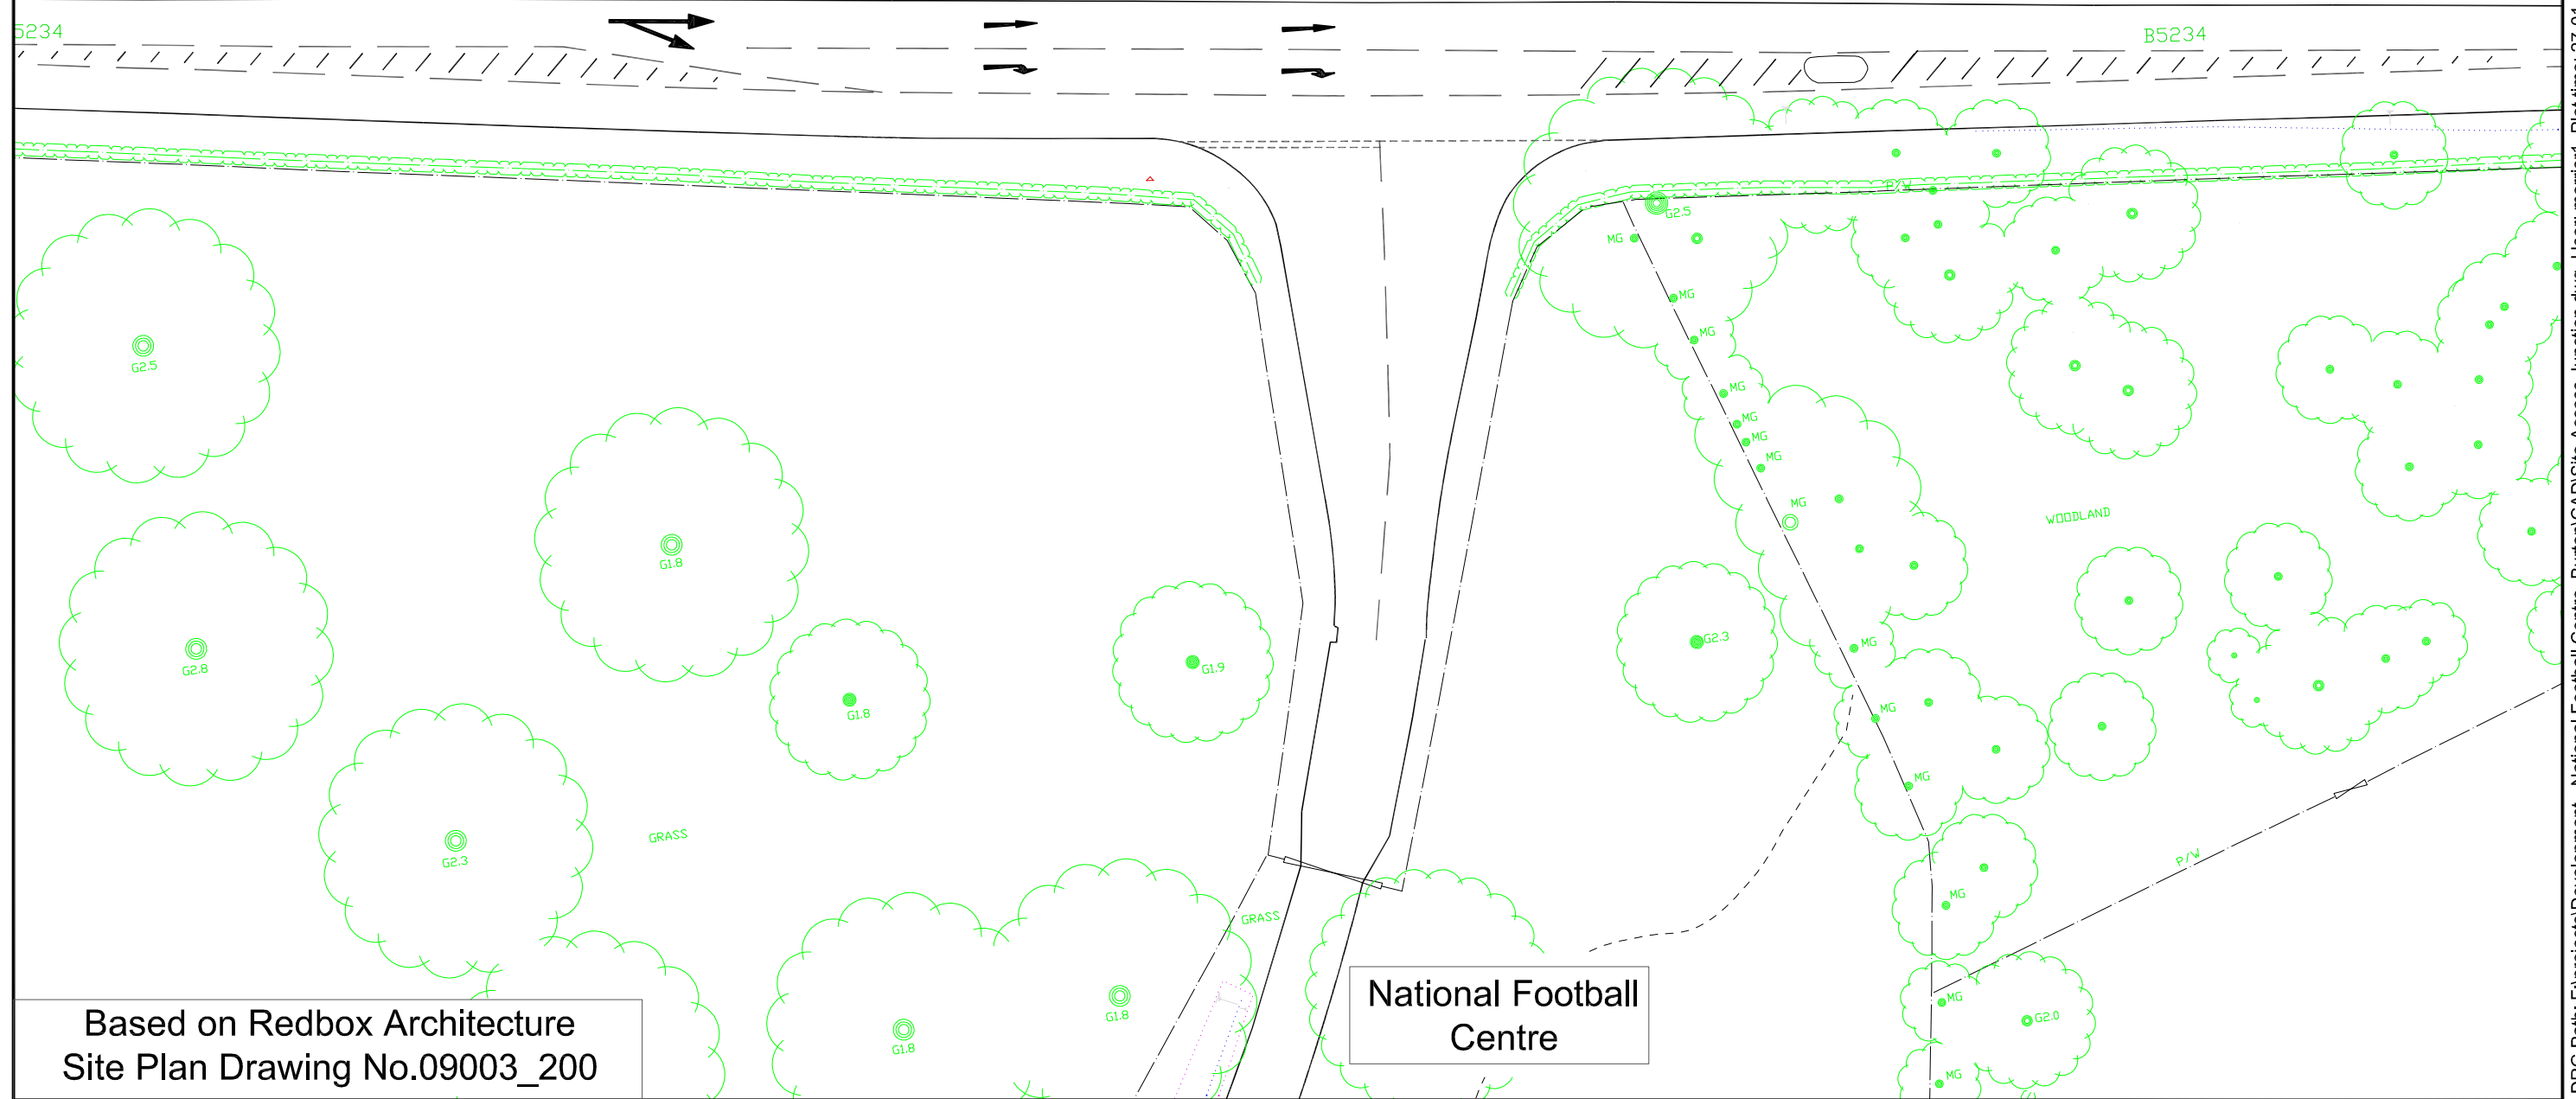 5234
B5234
P/W
G2.5
MG
MG
MG
G2.5
MG
MG
MG
MG
MG
WOODLAND
G1.8
G2.3
MG
G1.9
G2.8
MG
G1.8
MG
GRASS
G2.3
P/W
MG
GRASS
National Football
Centre
MG
G1.8
G2.0
G1.8
MG
Based on Redbox Architecture
Site Plan Drawing No.09003_200